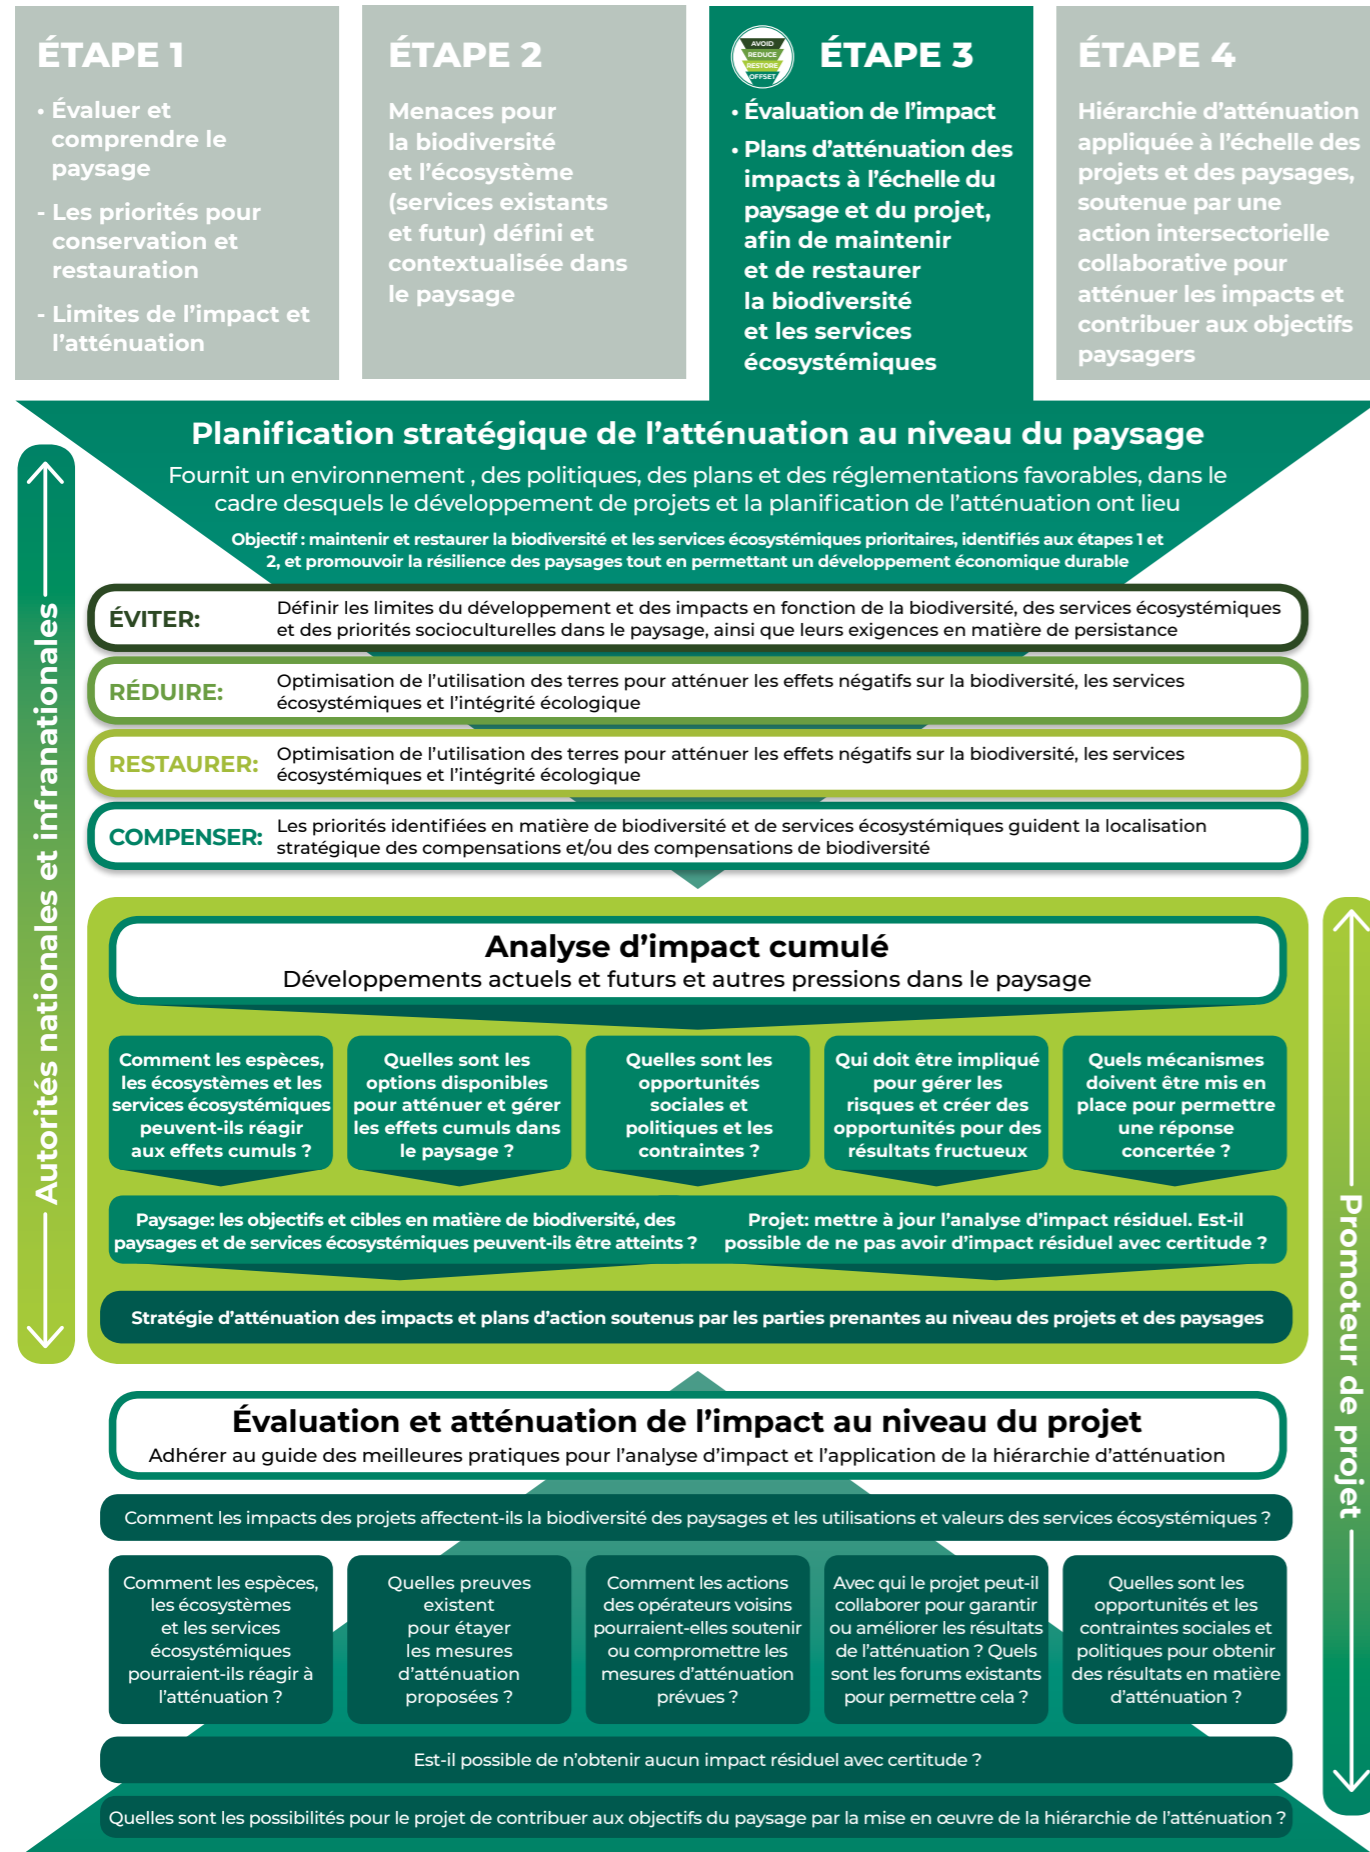 ÉTAPE 1
• Évaluer et
comprendre le
paysage
- Les priorités pour
conservation et
restauration
- Limites de l'impact et
l'atténuation
ÉTAPE 2
Menaces pour
la biodiversité
et l'écosystème
(services existants
et futur) défini et
contextualisée dans
le paysage
AVOID
REDUCE
RESTORE
OFFSET
ÉTAPE 3
• Évaluation de l'impact
• Plans d'atténuation des
impacts à l'échelle du
paysage et du projet,
afin de maintenir
et de restaurer
la biodiversité
et les services
écosystémiques
ÉTAPE 4
Hiérarchie d'atténuation
appliquée à l'échelle des
projets et des paysages,
soutenue par une
action intersectorielle
collaborative pour
atténuer les impacts et
contribuer aux objectifs
paysagers
Planification stratégique de l'atténuation au niveau du paysage
Fournit un environnement , des politiques, des plans et des réglementations favorables, dans le
cadre desquels le développement de projets et la planification de l'atténuation ont lieu
Objectif : maintenir et restaurer la biodiversité et les services écosystémiques prioritaires, identifiés aux étapes 1 et
2, et promouvoir la résilience des paysages tout en permettant un développement économique durable
Autorités nationales et infranationales
ÉVITER:
Définir les limites du développement et des impacts en fonction de la biodiversité, des services écosystémiques
et des priorités socioculturelles dans le paysage, ainsi que leurs exigences en matière de persistance
RÉDUIRE:
Optimisation de l'utilisation des terres pour atténuer les effets négatifs sur la biodiversité, les services
écosystémiques et l'intégrité écologique
RESTAURER:
Optimisation de l'utilisation des terres pour atténuer les effets négatifs sur la biodiversité, les services
écosystémiques et l'intégrité écologique
COMPENSER:
Les priorités identifiées en matière de biodiversité et de services écosystémiques guident la localisation
stratégique des compensations et/ou des compensations de biodiversité
Analyse d'impact cumulé
Développements actuels et futurs et autres pressions dans le paysage
Comment les espèces,
les écosystèmes et les
services écosystémiques
peuvent-ils réagir
aux effets cumuls ?
Quelles sont les
options disponibles
pour atténuer et gérer
les effets cumuls dans
le paysage ?
Quelles sont les
opportunités
sociales et
politiques et les
contraintes ?
Qui doit être impliqué
pour gérer les
risques et créer des
opportunités pour des
résultats fructueux
Quels mécanismes
doivent être mis en
place pour permettre
une réponse
concertée ?
Paysage: les objectifs et cibles en matière de biodiversité, des
paysages et de services écosystémiques peuvent-ils être atteints ?
Projet: mettre à jour l'analyse d'impact résiduel. Est-il
possible de ne pas avoir d'impact résiduel avec certitude ?
Stratégie d'atténuation des impacts et plans d'action soutenus par les parties prenantes au niveau des projets et des paysages
Promoteur de projet
Évaluation et atténuation de l'impact au niveau du projet
Adhérer au guide des meilleures pratiques pour l'analyse d'impact et l'application de la hiérarchie d'atténuation
Comment les impacts des projets affectent-ils la biodiversité des paysages et les utilisations et valeurs des services écosystémiques ?
Comment les espèces,
les écosystèmes
et les services
écosystémiques
pourraient-ils réagir à
l'atténuation ?
Quelles preuves
existent
pour étayer
les mesures
d'atténuation
proposées ?
Comment les actions
des opérateurs voisins
pourraient-elles soutenir
ou compromettre les
mesures d'atténuation
prévues ?
Avec qui le projet peut-il
collaborer pour garantir
ou améliorer les résultats
de l'atténuation ? Quels
sont les forums existants
pour permettre cela ?
Quelles sont les
opportunités et les
contraintes sociales et
politiques pour obtenir
des résultats en matière
d'atténuation ?
Est-il possible de n'obtenir aucun impact résiduel avec certitude ?
Quelles sont les possibilités pour le projet de contribuer aux objectifs du paysage par la mise en œuvre de la hiérarchie de l'atténuation ?